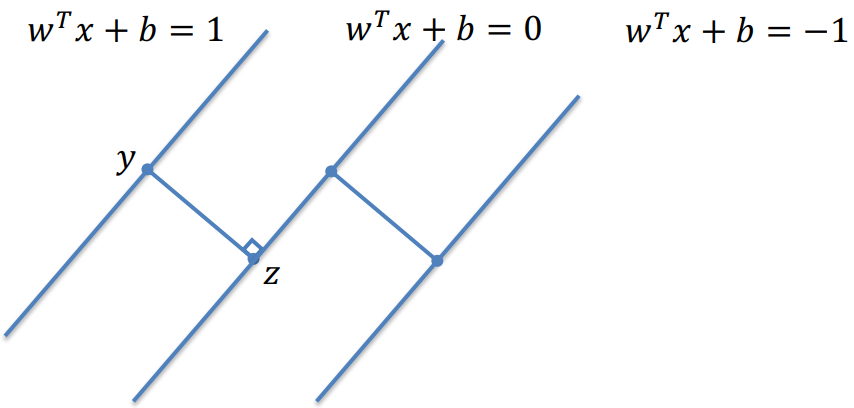 wᵀx + b = 1
wᵀx + b = 0
wᵀx + b = −1
y
z